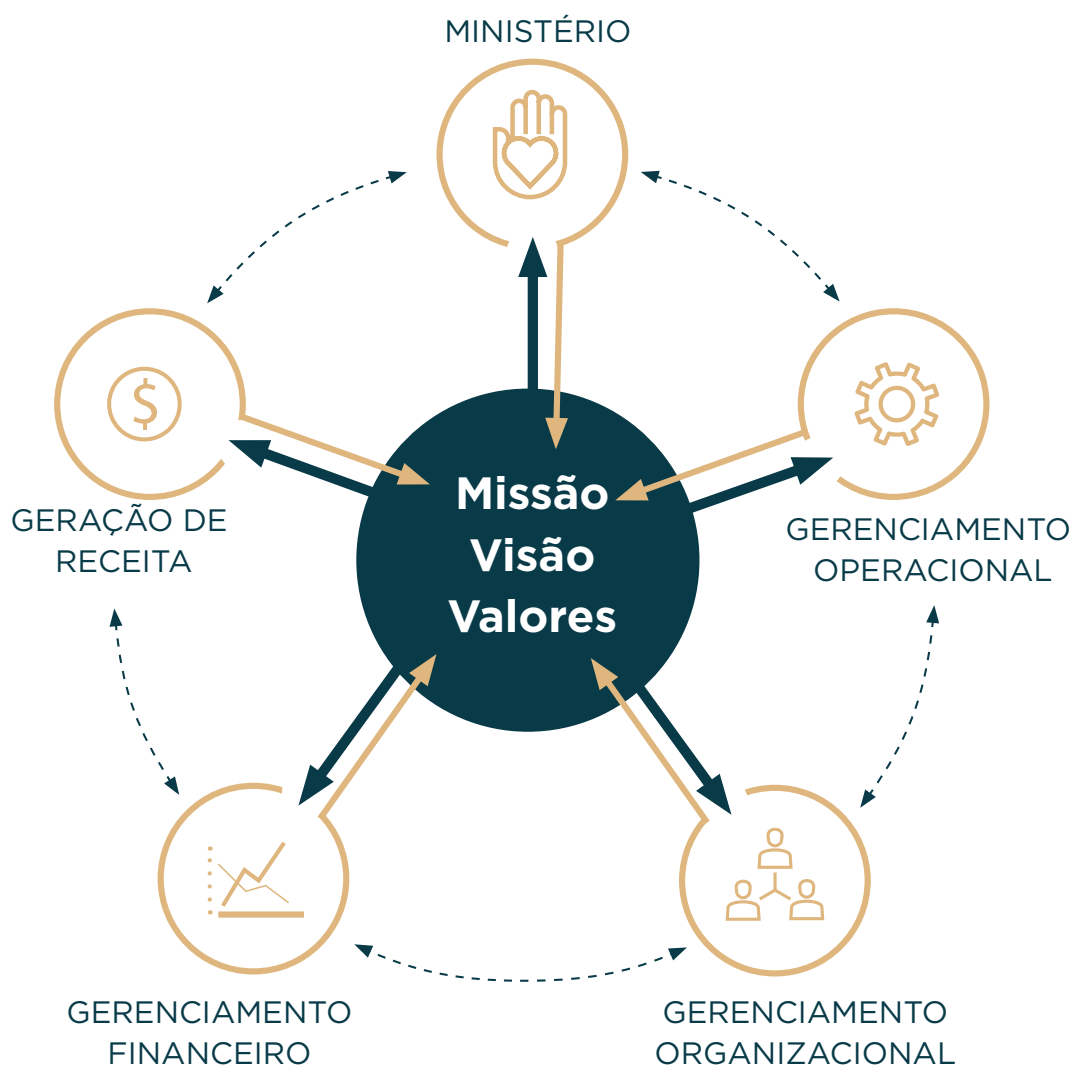 MINISTÉRIO
GERAÇÃO DE
RECEITA
Missão
Visão
Valores
GERENCIAMENTO
OPERACIONAL
GERENCIAMENTO
FINANCEIRO
GERENCIAMENTO
ORGANIZACIONAL